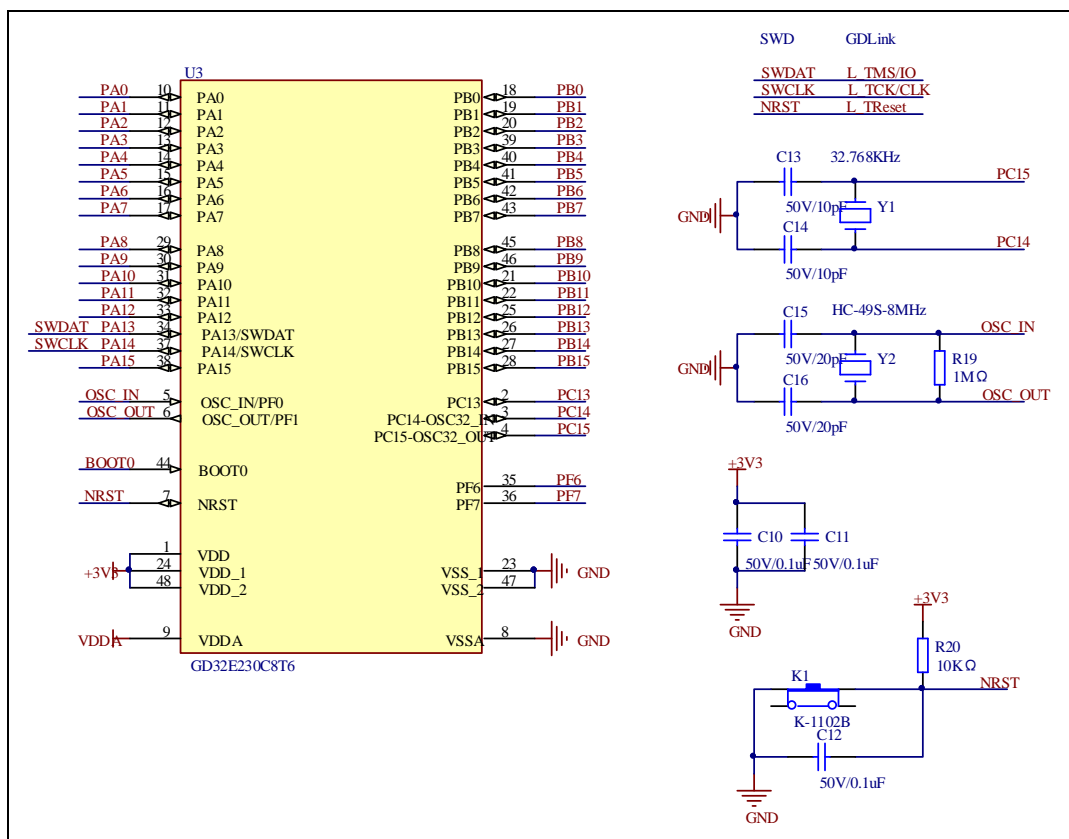 U3
PA0 10 PA0 PB0 18 PB0
PA1 11 PA1 PB1 19 PB1
PA2 12 PA2 PB2 20 PB2
PA3 13 PA3 PB3 39 PB3
PA4 14 PA4 PB4 40 PB4
PA5 15 PA5 PB5 41 PB5
PA6 16 PA6 PB6 42 PB6
PA7 17 PA7 PB7 43 PB7
PA8 29 PA8 PB8 45 PB8
PA9 30 PA9 PB9 46 PB9
PA10 31 PA10 PB10 21 PB10
PA11 32 PA11 PB11 22 PB11
PA12 33 PA12 PB12 25 PB12
SWDAT PA13 34 PA13/SWDAT PB13 26 PB13
SWCLK PA14 37 PA14/SWCLK PB14 27 PB14
PA15 38 PA15 PB15 28 PB15
OSC_IN 5 OSC_IN/PF0 PC13 2 PC13
OSC_OUT 6 OSC_OUT/PF1 PC14-OSC32_IN 3 PC14
PC15-OSC32_OUT 4 PC15
BOOT0 44 BOOT0
PF6 35 PF6
NRST 7 NRST PF7 36 PF7
1 VDD
+3V3 24 VDD_1 VSS_1 23 GND
48 VDD_2 VSS_2 47
VDDA 9 VDDA VSSA 8 GND
GD32E230C8T6
SWD GDLink
SWDAT L_TMS/IO
SWCLK L_TCK/CLK
NRST L_TReset
C13 32.768KHz
PC15
50V/10pF Y1
GND
C14
PC14
50V/10pF
C15 HC-49S-8MHz
OSC_IN
50V/20pF Y2 R19
GND 1MΩ
C16
OSC_OUT
50V/20pF
+3V3
C10 C11
50V/0.1uF 50V/0.1uF
GND
+3V3
R20
10KΩ
K1
NRST
K-1102B
C12
50V/0.1uF
GND